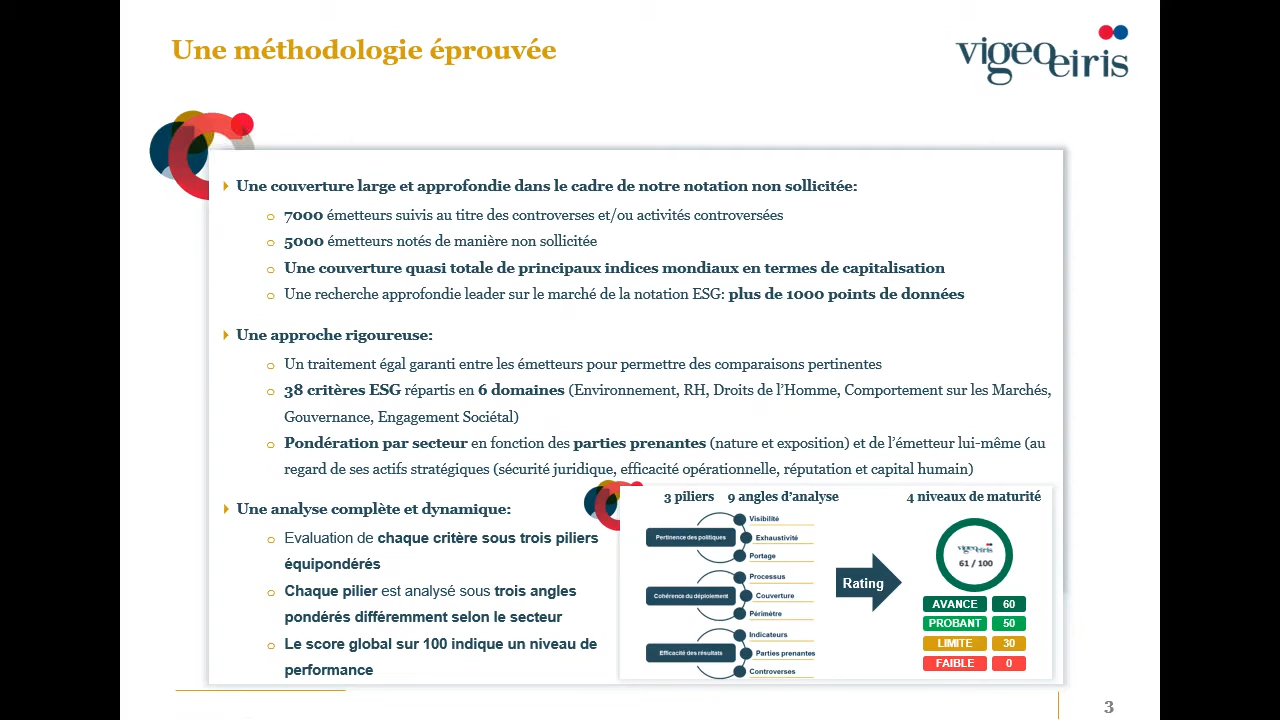 Une méthodologie éprouvée
vigeoeiris
Une couverture large et approfondie dans le cadre de notre notation non sollicitée:
7000 émetteurs suivis au titre des controverses et/ou activités controversées
5000 émetteurs notés de manière non sollicitée
Une couverture quasi totale de principaux indices mondiaux en termes de capitalisation
Une recherche approfondie leader sur le marché de la notation ESG: plus de 1000 points de données
Une approche rigoureuse:
Un traitement égal garanti entre les émetteurs pour permettre des comparaisons pertinentes
38 critères ESG répartis en 6 domaines (Environnement, RH, Droits de l'Homme, Comportement sur les Marchés,
Gouvernance, Engagement Sociétal)
Pondération par secteur en fonction des parties prenantes (nature et exposition) et de l'émetteur lui-même (au
regard de ses actifs stratégiques (sécurité juridique, efficacité opérationnelle, réputation et capital humain)
Une analyse complète et dynamique:
Evaluation de chaque critère sous trois piliers
équipondérés
Chaque pilier est analysé sous trois angles
pondérés différemment selon le secteur
Le score global sur 100 indique un niveau de
performance
3 piliers 9 angles d'analyse 4 niveaux de maturité
Pertinence des politiques
Visibilité
Exhaustivité
Portage
Cohérence du déploiement
Processus
Couverture
Périmètre
Efficacité des résultats
Indicateurs
Parties prenantes
Controverses
Rating
vigeoeiris
61 / 100
AVANCE 60
PROBANT 50
LIMITE 30
FAIBLE 0
3